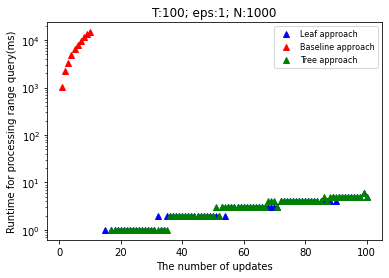 T:100; eps:1; N:1000
Leaf approach
Baseline approach
Tree approach
Runtime for processing range query(ms)
10⁴
10³
10²
10¹
10⁰
0 20 40 60 80 100
The number of updates